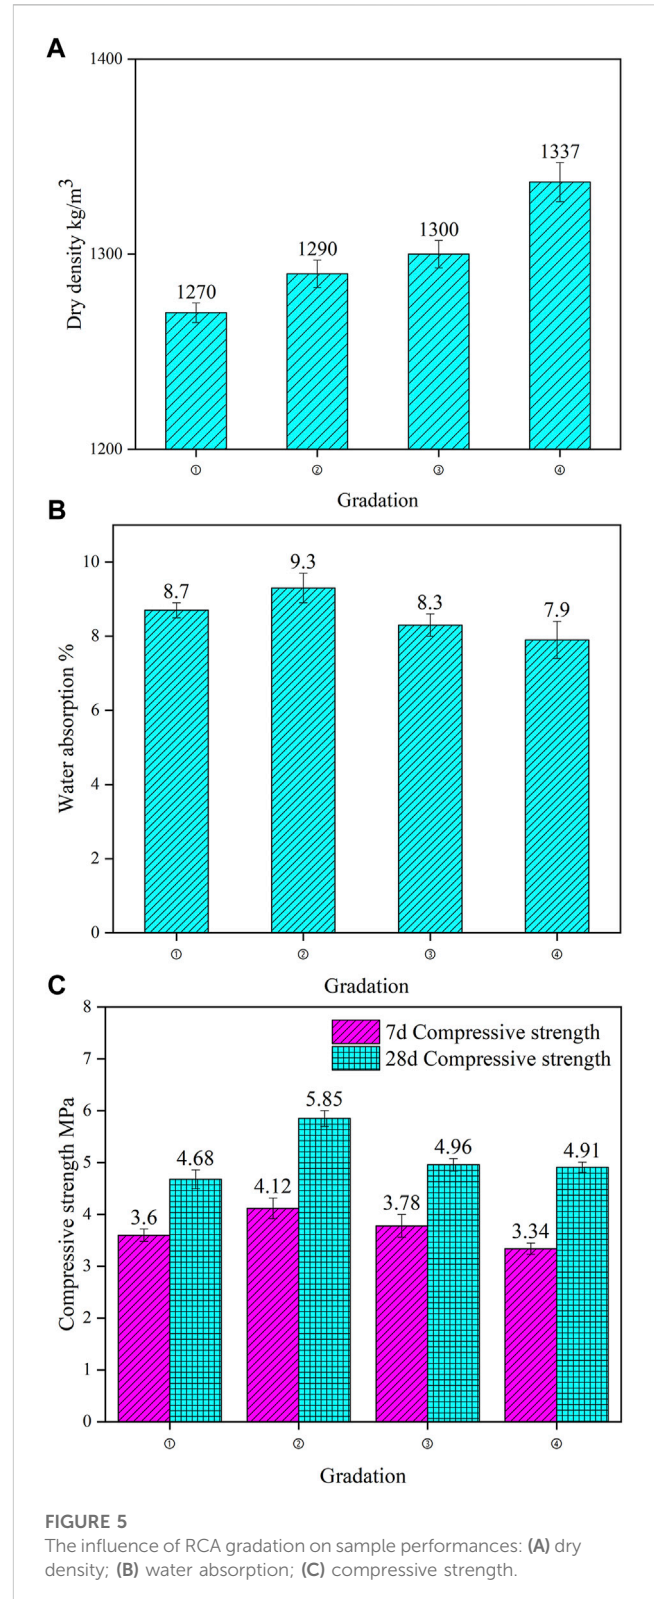 A
1400
1300
1200
Dry density kg/m³
1270
1290
1300
1337
① ② ③ ④
Gradation
B
10
8
6
4
2
0
Water absorption %
8.7
9.3
8.3
7.9
① ② ③ ④
Gradation
C
8
7
6
5
4
3
2
1
0
Compressive strength MPa
7d Compressive strength
28d Compressive strength
3.6
4.68
4.12
5.85
3.78
4.96
3.34
4.91
① ② ③ ④
Gradation
FIGURE 5
The influence of RCA gradation on sample performances: (A) dry
density; (B) water absorption; (C) compressive strength.